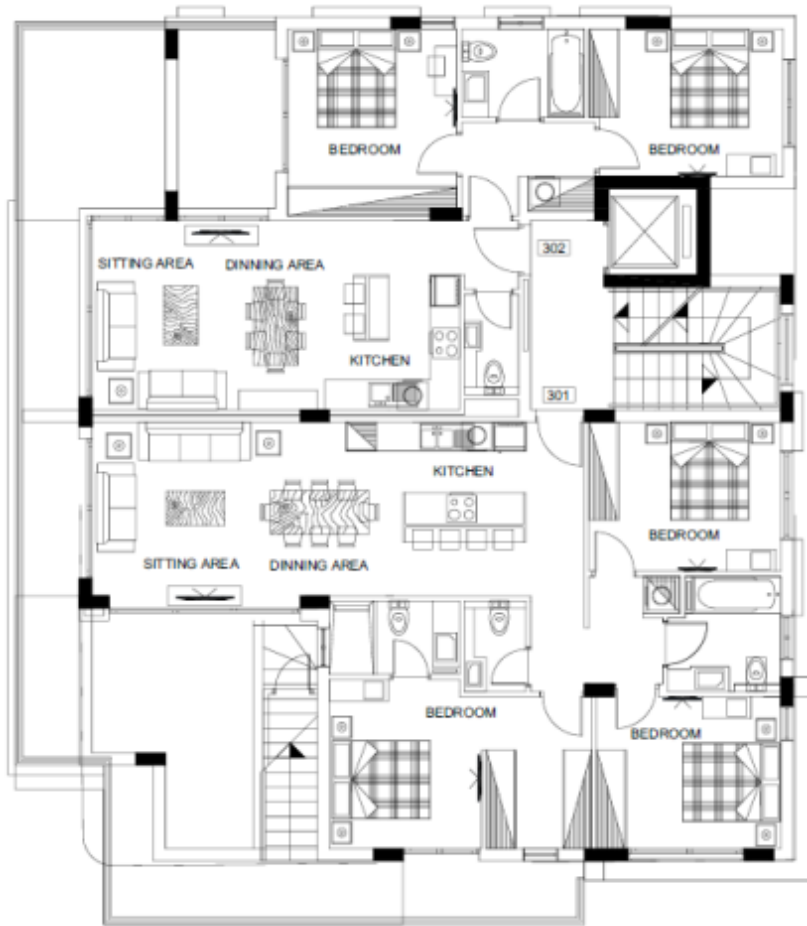 BEDROOM
BEDROOM
302
SITTING AREA
DINNING AREA
KITCHEN
301
KITCHEN
SITTING AREA
DINNING AREA
BEDROOM
BEDROOM
BEDROOM